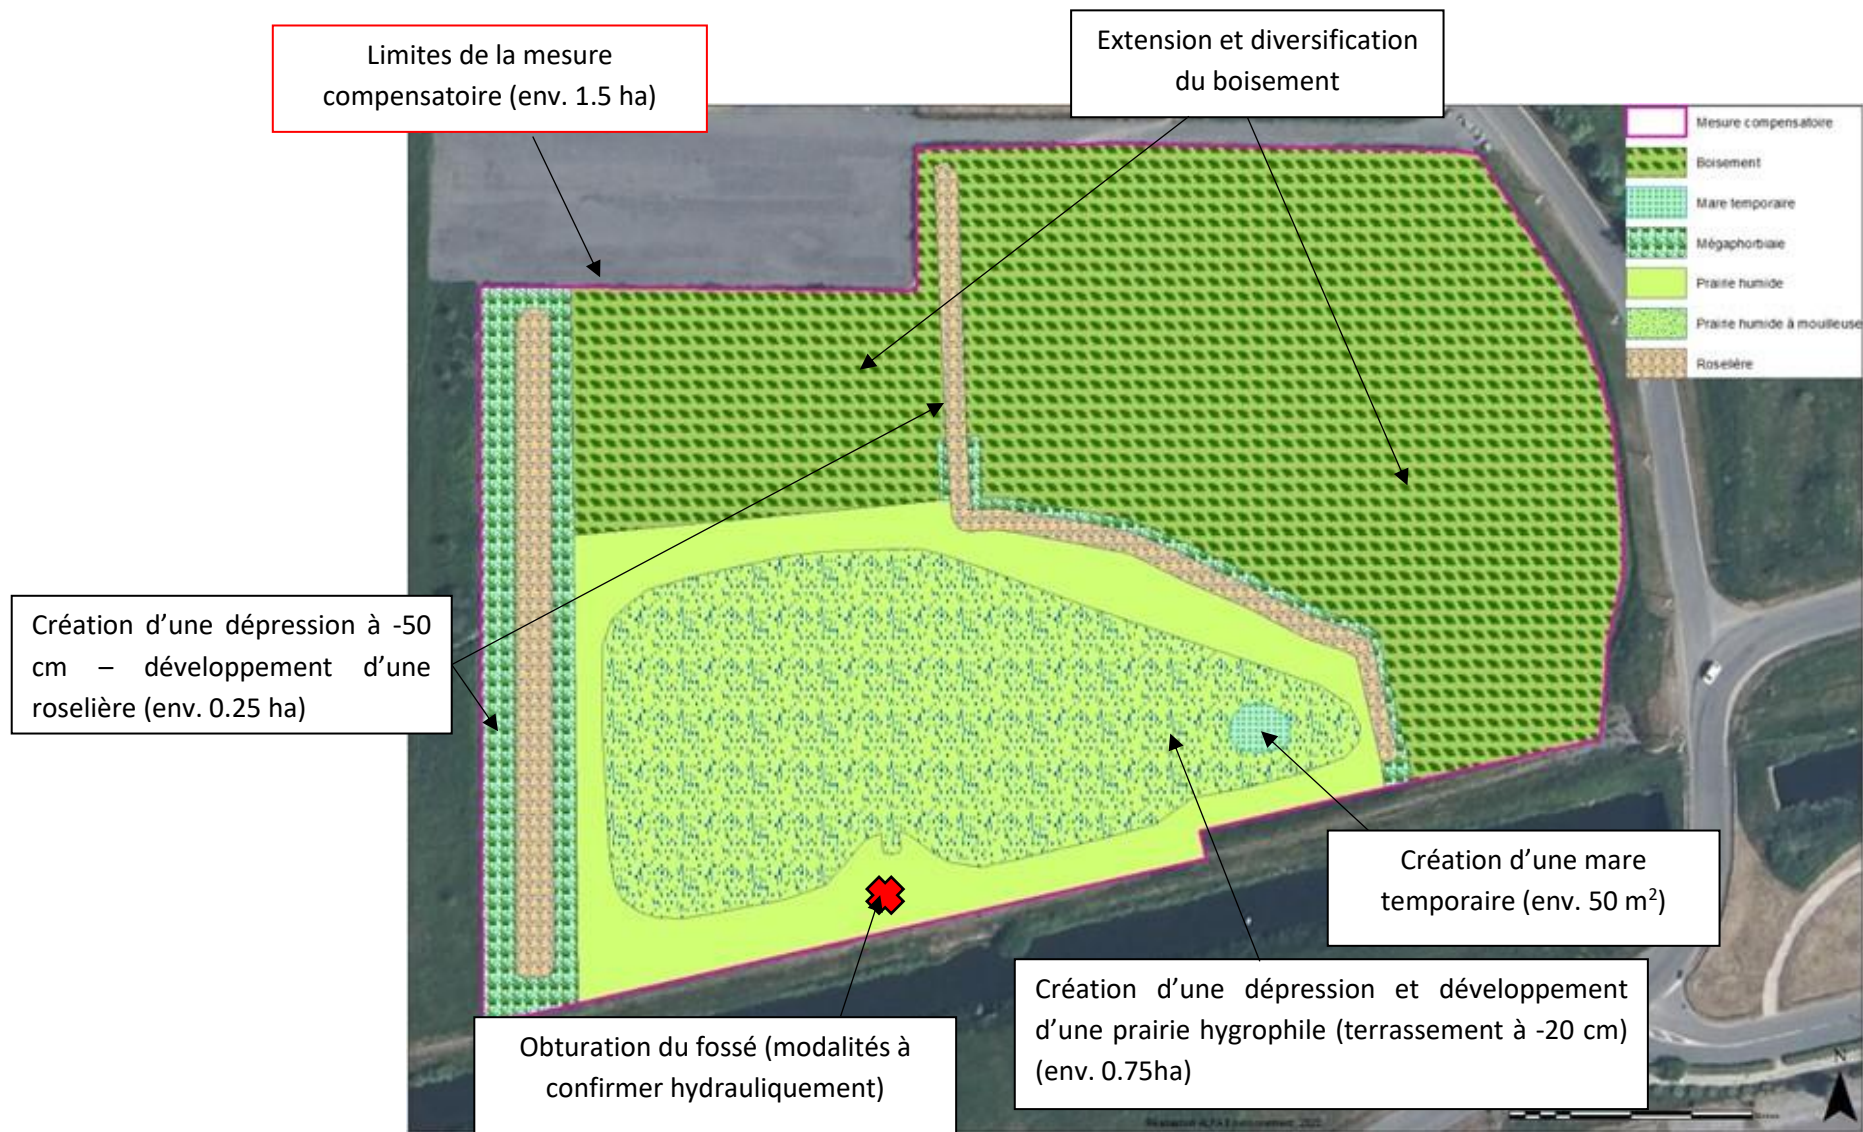 Limites de la mesure
compensatoire (env. 1.5 ha)
Extension et diversification
du boisement
Mesure compensatoire
Boisement
Mare temporaire
Mégaphorbiaie
Prairie humide
Prairie humide à mouilleuse
Roselière
Création d’une dépression à -50
cm – développement d’une
roselière (env. 0.25 ha)
Création d’une mare
temporaire (env. 50 m²)
Création d’une dépression et développement
d’une prairie hygrophile (terrassement à -20 cm)
(env. 0.75ha)
Obturation du fossé (modalités à
confirmer hydrauliquement)
N